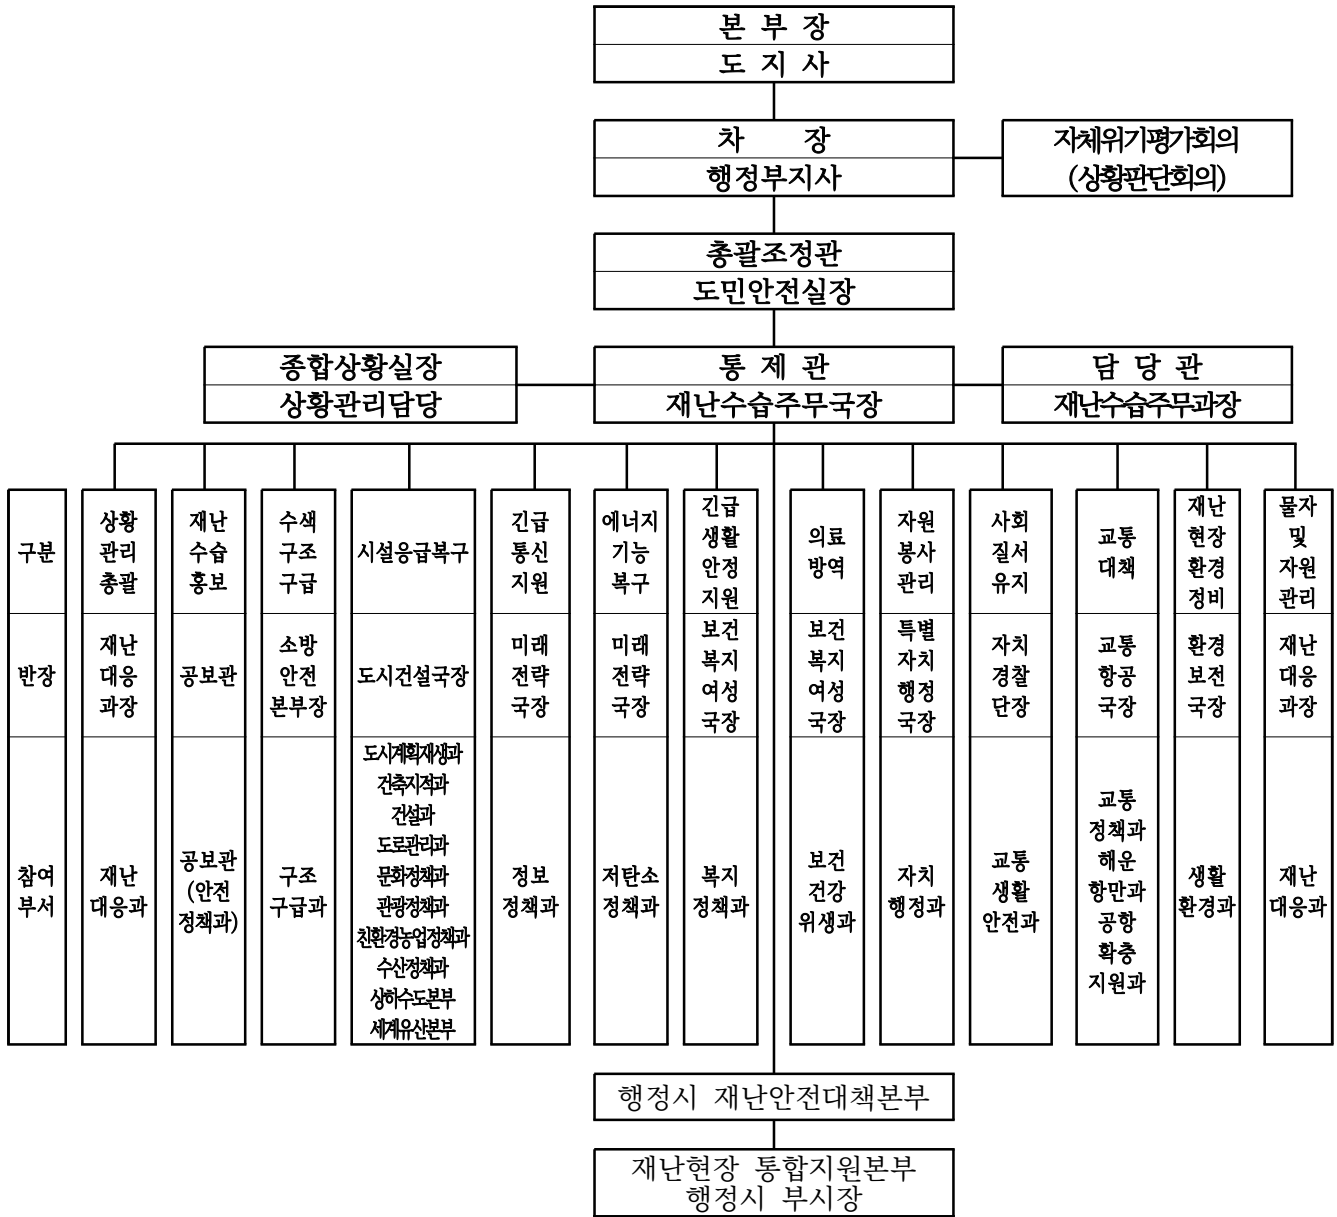 본 부 장
도 지 사
차 장
행정부지사
자체위기평가회의
(상황판단회의)
총괄조정관
도민안전실장
종합상황실장
상황관리담당
통 제 관
재난수습주무국장
담 당 관
재난수습주무과장
구분
상황
관리
총괄
재난
수습
홍보
수색
구조
구급
시설응급복구
긴급
통신
지원
에너지
기능
복구
긴급
생활
안정
지원
의료
방역
자원
봉사
관리
사회
질서
유지
교통
대책
재난
현장
환경
정비
물자
및
자원
관리
반장
재난
대응
과장
공보관
소방
안전
본부장
도시건설국장
미래
전략
국장
미래
전략
국장
보건
복지
여성
국장
보건
복지
여성
국장
특별
자치
행정
국장
자치
경찰
단장
교통
항공
국장
환경
보전
국장
재난
대응
과장
참여
부서
재난
대응과
공보관
(안전
정책과)
구조
구급과
도시계획재생과
건축지적과
건설과
도로관리과
문화정책과
관광정책과
친환경농업정책과
수산정책과
상하수도본부
세계유산본부
정보
정책과
저탄소
정책과
복지
정책과
보건
건강
위생과
자치
행정과
교통
생활
안전과
교통
정책과
해운
항만과
공항
확충
지원과
생활
환경과
재난
대응과
행정시 재난안전대책본부
재난현장 통합지원본부
행정시 부시장